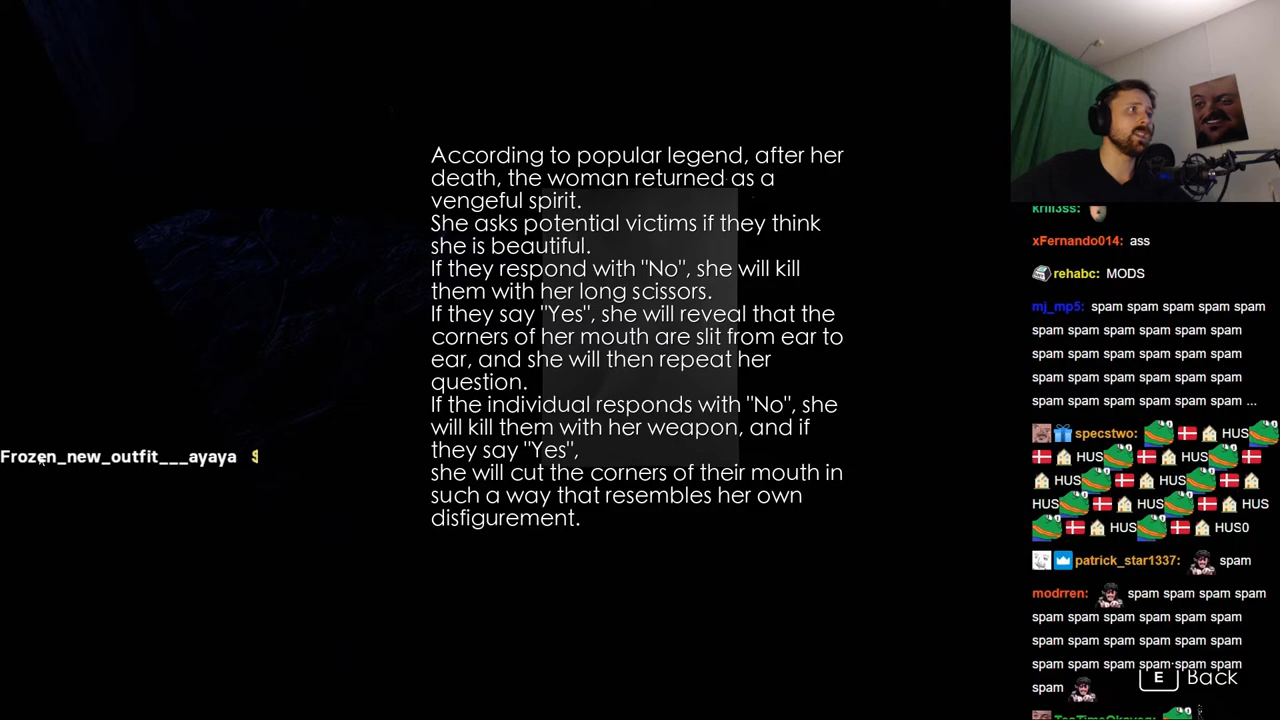 According to popular legend, after her
death, the woman returned as a
vengeful spirit.
She asks potential victims if they think
she is beautiful.
If they respond with "No", she will kill
them with her long scissors.
If they say "Yes", she will reveal that the
corners of her mouth are slit from ear to
ear, and she will then repeat her
question.
If the individual responds with "No", she
will kill them with her weapon, and if
they say "Yes",
she will cut the corners of their mouth in
such a way that resembles her own
disfigurement.
Frozen_new_outfit___ayaya $
E Back
krill3ss:
xFernando014: ass
rehabc: MODS
mj_mp5: spam spam spam spam spam
spam spam spam spam spam
spam spam spam spam spam
spam spam spam spam spam
spam spam spam spam spam ...
specstwo: HUS
HUS HUS
HUS HUS HUS
HUS HUS HUS
HUS HUS0
patrick_star1337: spam
modrren: spam spam spam spam
spam spam spam spam spam
spam spam spam spam spam
spam spam spam spam spam
spam